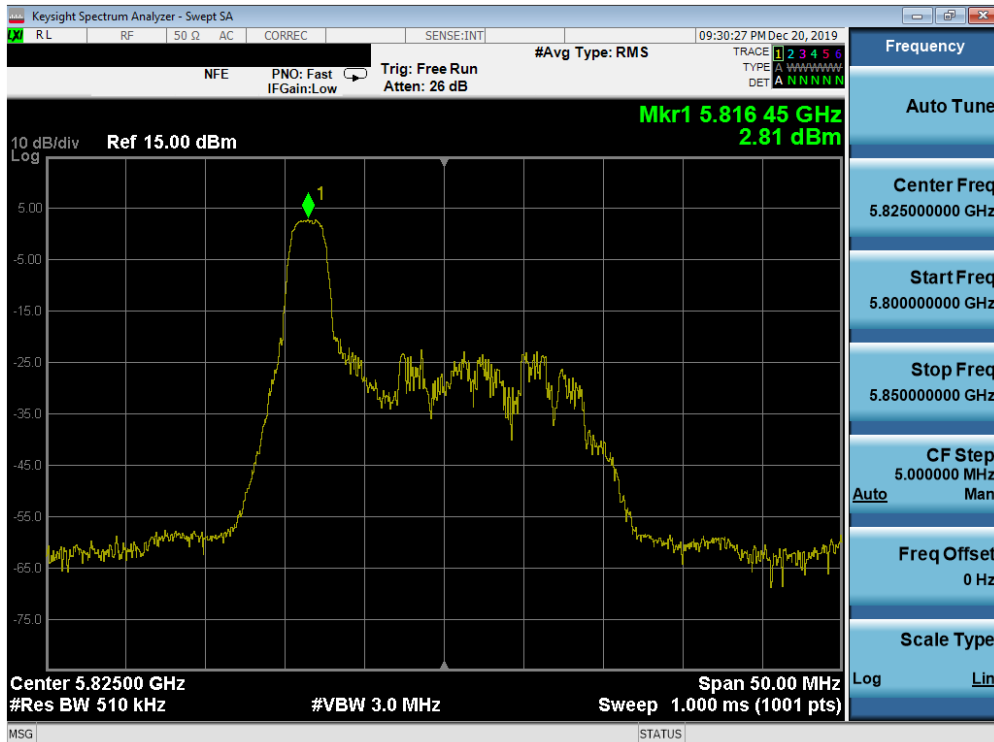 Keysight Spectrum Analyzer - Swept SA
LXI RL RF 50 Ω AC CORREC SENSE:INT 09:30:27 PM Dec 20, 2019
NFE PNO: Fast Trig: Free Run #Avg Type: RMS TRACE 1 2 3 4 5 6
IFGain:Low Atten: 26 dB TYPE A WWWWW
DET A N N N N N
Mkr1 5.816 45 GHz
10 dB/div Ref 15.00 dBm 2.81 dBm
Log
1
5.00
-5.00
-15.0
-25.0
-35.0
-45.0
-55.0
-65.0
-75.0
Center 5.82500 GHz Span 50.00 MHz
#Res BW 510 kHz #VBW 3.0 MHz Sweep 1.000 ms (1001 pts)
MSG STATUS
Frequency
Auto Tune
Center Freq
5.825000000 GHz
Start Freq
5.800000000 GHz
Stop Freq
5.850000000 GHz
CF Step
5.000000 MHz
Auto Man
Freq Offset
0 Hz
Scale Type
Log Lin